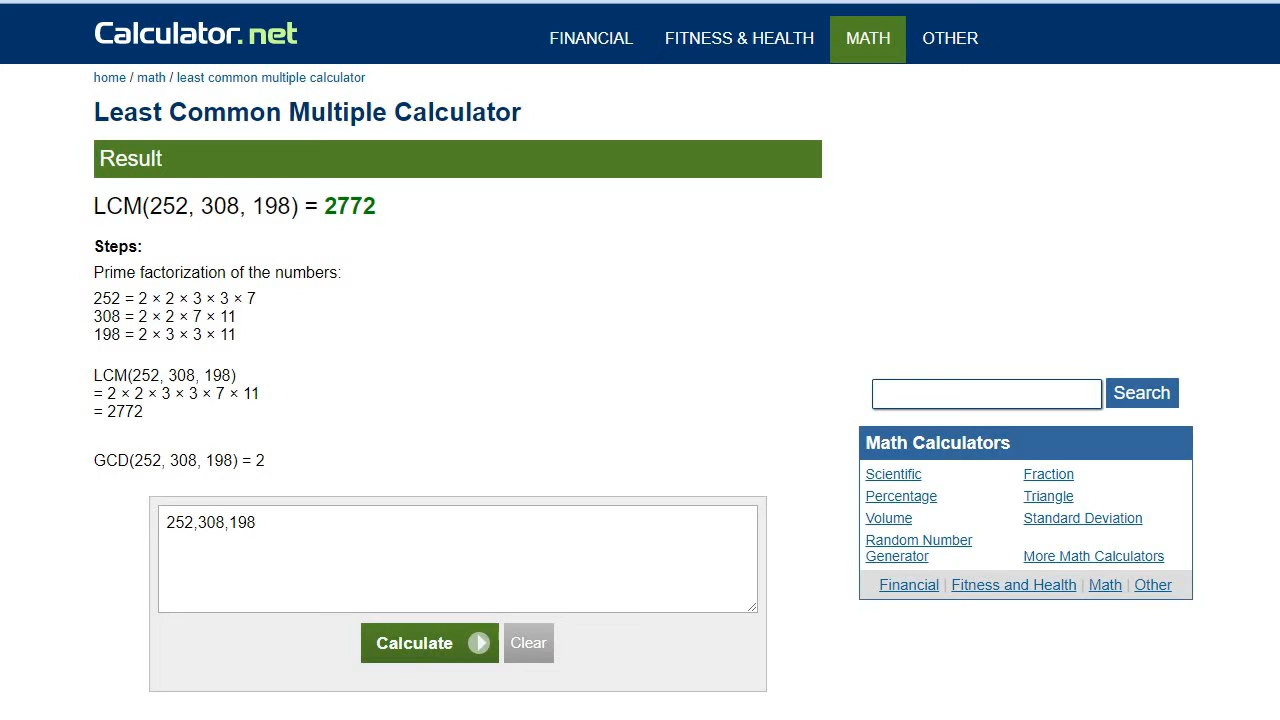 Calculator.net
FINANCIAL FITNESS & HEALTH MATH OTHER
home / math / least common multiple calculator
Least Common Multiple Calculator
Result
LCM(252, 308, 198) = 2772
Steps:
Prime factorization of the numbers:
252 = 2 × 2 × 3 × 3 × 7
308 = 2 × 2 × 7 × 11
198 = 2 × 3 × 3 × 11
LCM(252, 308, 198)
= 2 × 2 × 3 × 3 × 7 × 11
= 2772
GCD(252, 308, 198) = 2
252,308,198
Calculate Clear
Search
Math Calculators
Scientific Fraction
Percentage Triangle
Volume Standard Deviation
Random Number
Generator More Math Calculators
Financial | Fitness and Health | Math | Other